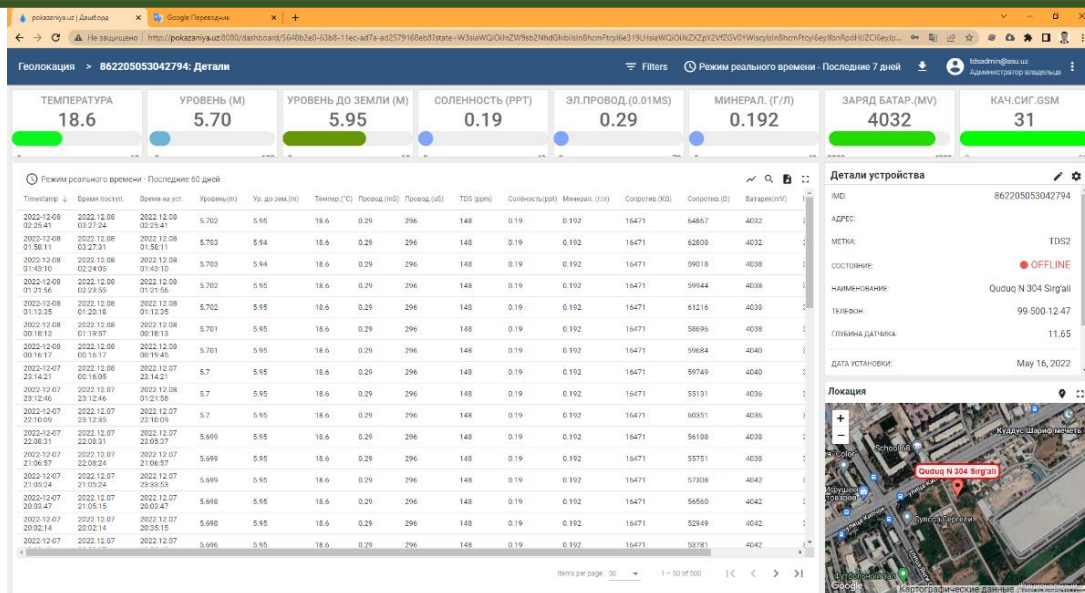 pokazaniya.uz | Дашборд
Google Переводчик
Не защищено
Геолокация > 862205053042794: Детали
Filters
Режим реального времени - Последние 7 дней
tdsadmin@asu.uz
Администратор владельца
ТЕМПЕРАТУРА
18.6
УРОВЕНЬ (М)
5.70
УРОВЕНЬ ДО ЗЕМЛИ (М)
5.95
СОЛЕННОСТЬ (PPT)
0.19
ЭЛ.ПРОВОД.(0.01MS)
0.29
МИНЕРАЛ. (Г/Л)
0.192
ЗАРЯД БАТАР.(MV)
4032
КАЧ.СИГ.GSM
31
Режим реального времени - Последние 60 дней
Timestamp Время поступ. Время на уст. Уровень(m) Ур. до зем.(m) Темпер.(°C) Провод.(mS) Провод.(uS) TDS (ppm) Солёность(ppt) Минерал. (г/л) Сопротив.(KΩ) Сопротив.(Ω) Батарея(mV)
2022-12-08 02:25:41 2022.12.08 03:27:24 2022.12.08 02:25:41 5.702 5.95 18.6 0.29 296 148 0.19 0.192 16471 64867 4032
2022-12-08 01:58:11 2022.12.08 03:27:31 2022.12.08 01:58:11 5.703 5.94 18.6 0.29 296 148 0.19 0.192 16471 62808 4032
2022-12-08 01:43:10 2022.12.08 02:24:05 2022.12.08 01:43:10 5.703 5.94 18.6 0.29 296 148 0.19 0.192 16471 59018 4038
2022-12-08 01:21:56 2022.12.08 02:23:55 2022.12.08 01:21:56 5.702 5.95 18.6 0.29 296 148 0.19 0.192 16471 59944 4038
2022-12-08 01:13:35 2022.12.08 01:20:18 2022.12.08 01:13:35 5.702 5.95 18.6 0.29 296 148 0.19 0.192 16471 61216 4038
2022-12-08 00:18:13 2022.12.08 01:19:57 2022.12.08 00:18:13 5.701 5.95 18.6 0.29 296 148 0.19 0.192 16471 58696 4038
2022-12-08 00:16:17 2022.12.08 00:16:17 2022.12.08 00:19:45 5.701 5.95 18.6 0.29 296 148 0.19 0.192 16471 59684 4040
2022-12-07 23:14:21 2022.12.08 00:16:05 2022.12.07 23:14:21 5.7 5.95 18.6 0.29 296 148 0.19 0.192 16471 59749 4040
2022-12-07 23:12:46 2022.12.07 23:12:46 2022.12.08 01:21:58 5.7 5.95 18.6 0.29 296 148 0.19 0.192 16471 55131 4036
2022-12-07 22:10:09 2022.12.07 23:12:35 2022.12.07 22:10:09 5.7 5.95 18.6 0.29 296 148 0.19 0.192 16471 60351 4036
2022-12-07 22:08:31 2022.12.07 22:08:31 2022.12.07 23:05:37 5.699 5.95 18.6 0.29 296 148 0.19 0.192 16471 56188 4038
2022-12-07 21:06:57 2022.12.07 22:08:24 2022.12.07 21:06:57 5.699 5.95 18.6 0.29 296 148 0.19 0.192 16471 55751 4038
2022-12-07 21:05:24 2022.12.07 21:05:24 2022.12.07 23:33:53 5.699 5.95 18.6 0.29 296 148 0.19 0.192 16471 57308 4042
2022-12-07 20:03:47 2022.12.07 21:05:15 2022.12.07 20:03:47 5.698 5.95 18.6 0.29 296 148 0.19 0.192 16471 56560 4042
2022-12-07 20:02:14 2022.12.07 20:02:14 2022.12.07 20:35:15 5.698 5.95 18.6 0.29 296 148 0.19 0.192 16471 52949 4042
2022-12-07 2022.12.07 2022.12.07 5.696 5.95 18.6 0.29 296 148 0.19 0.192 16471 53781 4042
Items per page: 50 1 – 50 of 500
Детали устройства
IMEI: 862205053042794
АДРЕС:
МЕТКА: TDS2
СОСТОЯНИЕ: OFFLINE
НАИМЕНОВАНИЕ: Quduq N 304 Sirg'ali
ТЕЛЕФОН: 99-500-12-47
ГЛУБИНА ДАТЧИКА: 11.65
ДАТА УСТАНОВКИ: May 16, 2022
Локация
+
−
School 68
Куддус Шариф мечеть
Quduq N 304 Sirg'ali
Футбольный зал
Google
Картографические данные